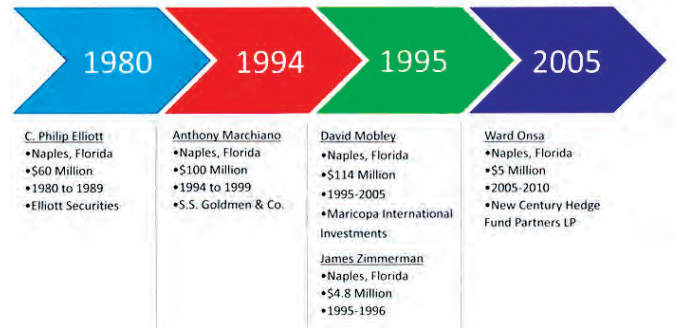 1980
1994
1995
2005
C. Philip Elliott
•Naples, Florida
•$60 Million
•1980 to 1989
•Elliott Securities
Anthony Marchiano
•Naples, Florida
•$100 Million
•1994 to 1999
•S.S. Goldmen & Co.
David Mobley
•Naples, Florida
•$114 Million
•1995-2005
•Maricopa International
Investments
James Zimmerman
•Naples, Florida
•$4.8 Million
•1995-1996
Ward Onsa
•Naples, Florida
•$5 Million
•2005-2010
•New Century Hedge
Fund Partners LP